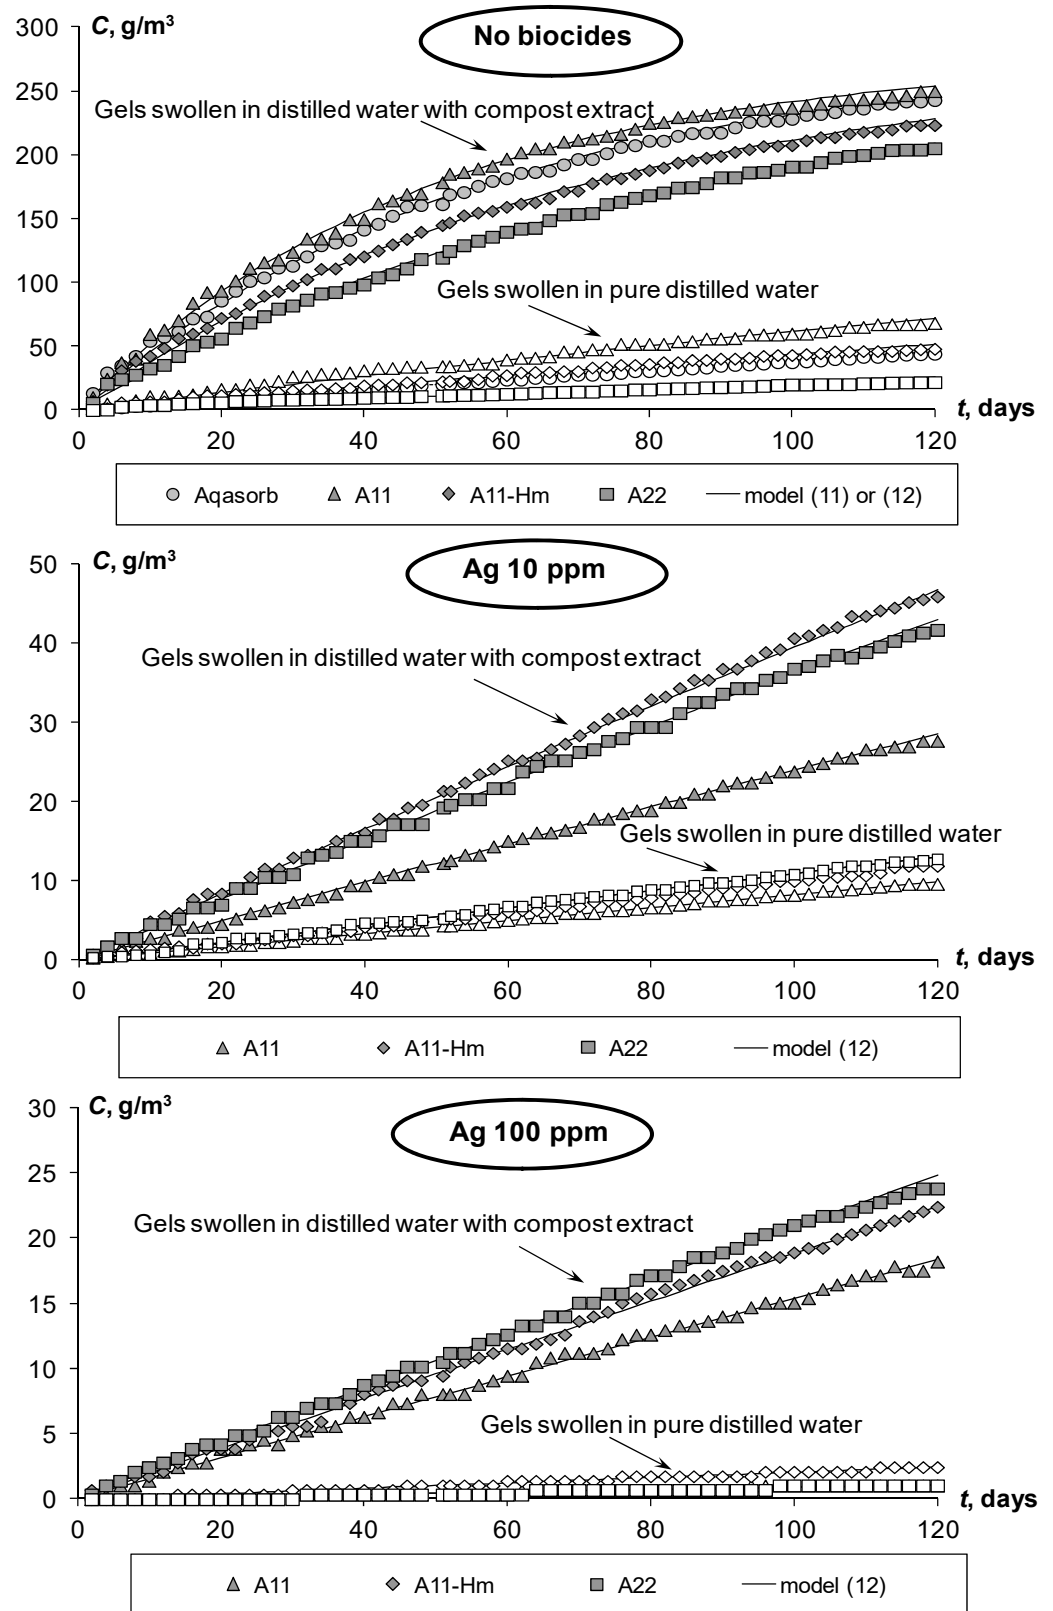 C, g/m³
No biocides
300
250
200
150
100
50
0
Gels swollen in distilled water with compost extract
Gels swollen in pure distilled water
t, days
0 20 40 60 80 100 120
Aqasorb A11 A11-Hm A22 model (11) or (12)
C, g/m³
Ag 10 ppm
50
40
30
20
10
0
Gels swollen in distilled water with compost extract
Gels swollen in pure distilled water
t, days
0 20 40 60 80 100 120
A11 A11-Hm A22 model (12)
C, g/m³
Ag 100 ppm
30
25
20
15
10
5
0
Gels swollen in distilled water with compost extract
Gels swollen in pure distilled water
t, days
0 20 40 60 80 100 120
A11 A11-Hm A22 model (12)